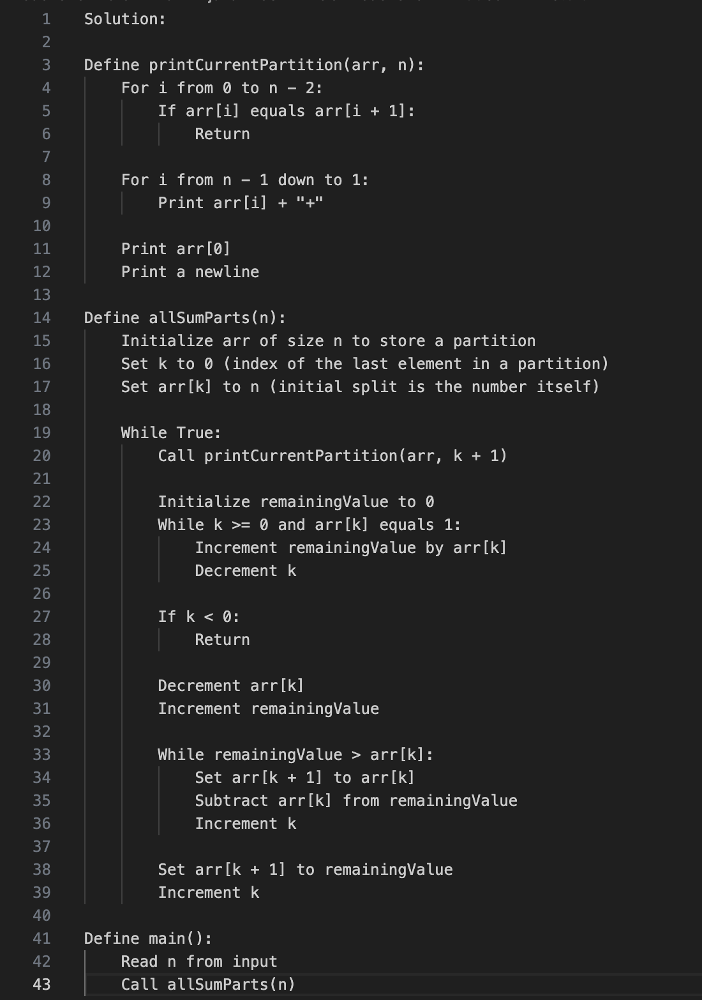 1 Solution:
2
3 Define printCurrentPartition(arr, n):
4 For i from 0 to n - 2:
5 If arr[i] equals arr[i + 1]:
6 Return
7
8 For i from n - 1 down to 1:
9 Print arr[i] + "+"
10
11 Print arr[0]
12 Print a newline
13
14 Define allSumParts(n):
15 Initialize arr of size n to store a partition
16 Set k to 0 (index of the last element in a partition)
17 Set arr[k] to n (initial split is the number itself)
18
19 While True:
20 Call printCurrentPartition(arr, k + 1)
21
22 Initialize remainingValue to 0
23 While k >= 0 and arr[k] equals 1:
24 Increment remainingValue by arr[k]
25 Decrement k
26
27 If k < 0:
28 Return
29
30 Decrement arr[k]
31 Increment remainingValue
32
33 While remainingValue > arr[k]:
34 Set arr[k + 1] to arr[k]
35 Subtract arr[k] from remainingValue
36 Increment k
37
38 Set arr[k + 1] to remainingValue
39 Increment k
40
41 Define main():
42 Read n from input
43 Call allSumParts(n)